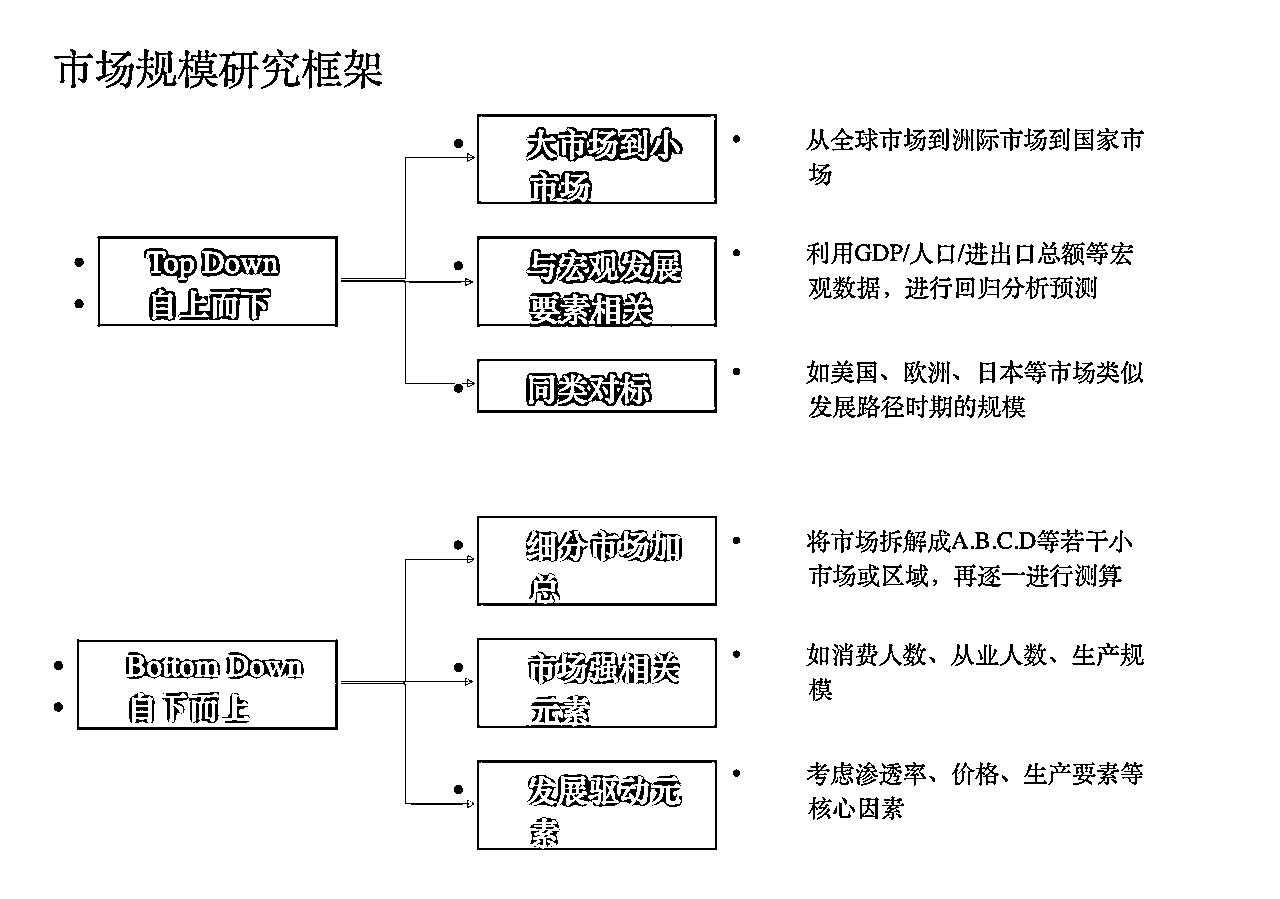 市场规模研究框架
• Top Down
• 自上而下
• 大市场到小
市场
• 从全球市场到洲际市场到国家市
场
• 与宏观发展
要素相关
• 利用GDP/人口/进出口总额等宏
观数据，进行回归分析预测
• 同类对标
• 如美国、欧洲、日本等市场类似
发展路径时期的规模
• Bottom Down
• 自下而上
• 细分市场加
总
• 将市场拆解成A.B.C.D等若干小
市场或区域，再逐一进行测算
• 市场强相关
元素
• 如消费人数、从业人数、生产规
模
• 发展驱动元
素
• 考虑渗透率、价格、生产要素等
核心因素